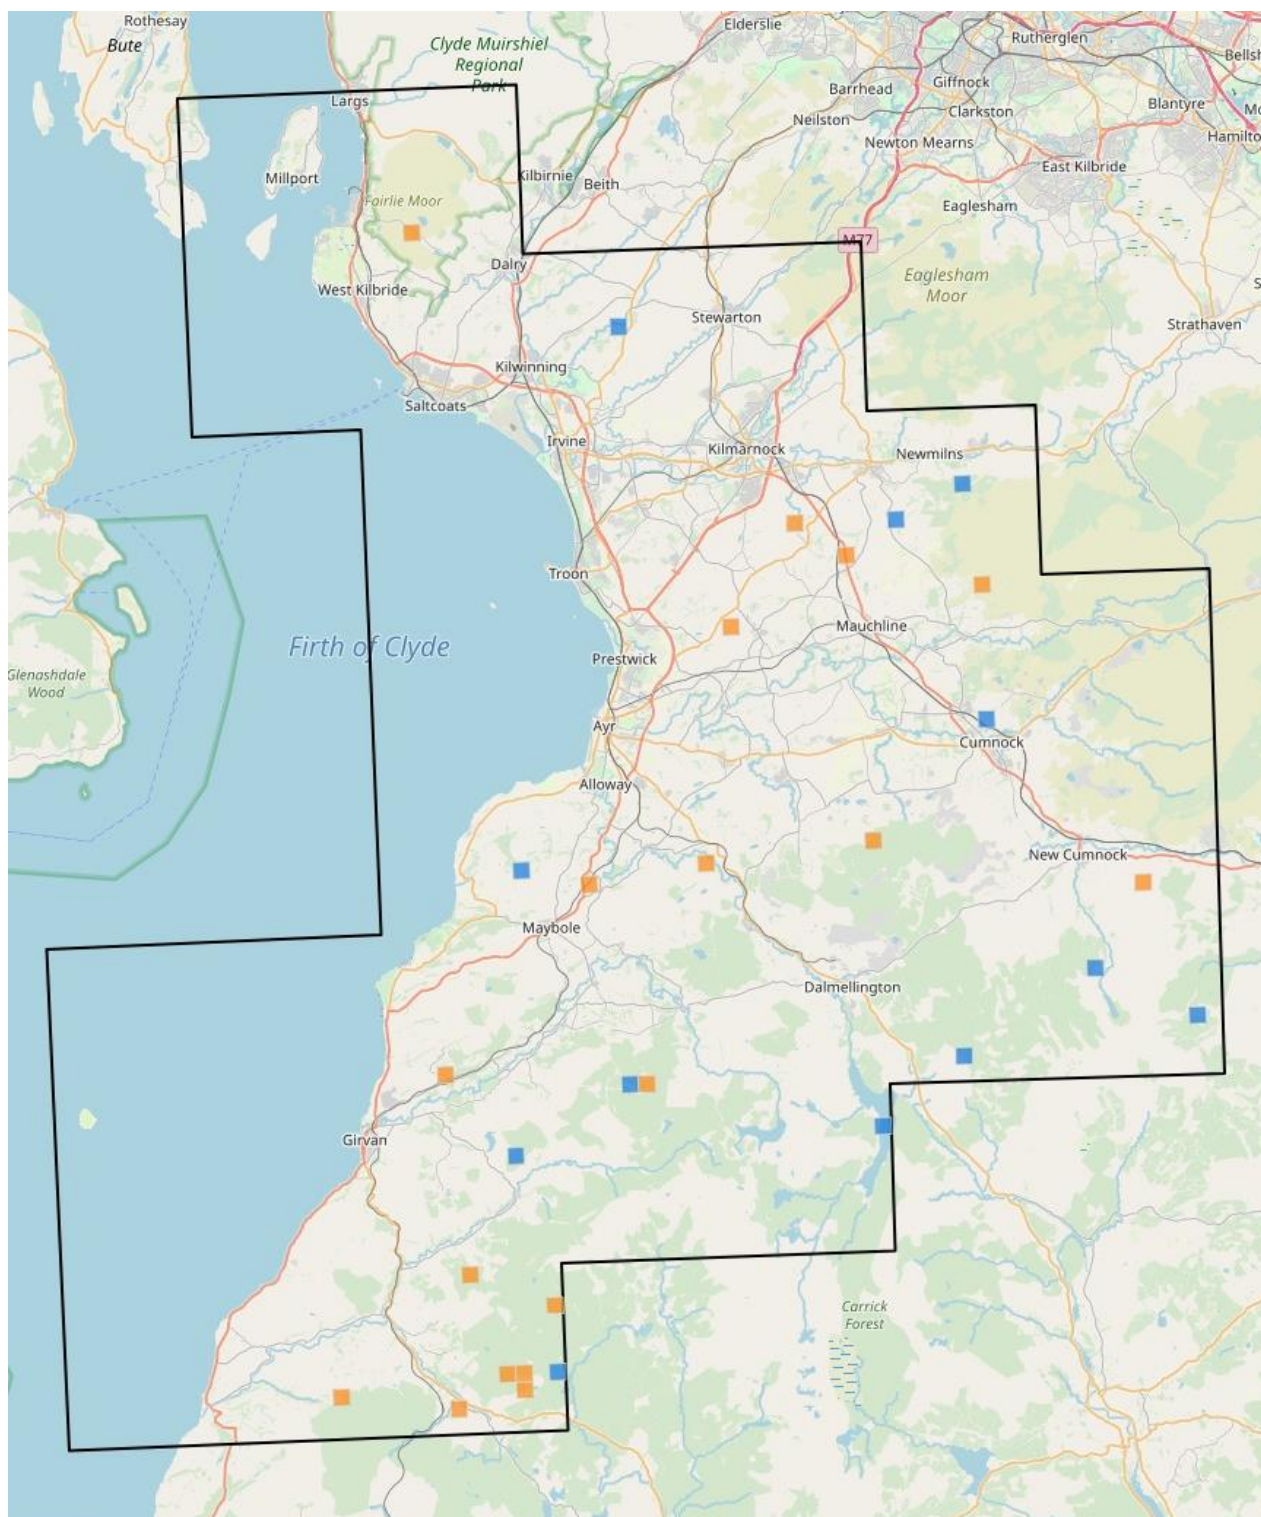 Rothesay
Bute
Elderslie
Rutherglen
Clyde Muirshiel
Regional
Park
Giffnock
Barrhead
Clarkston
Blantyre
Neilston
Newton Mearns
East Kilbride
Largs
Millport
Kilbirnie
Beith
Fairlie Moor
Eaglesham
M77
Dalry
Eaglesham
Moor
West Kilbride
Stewarton
Strathaven
Kilwinning
Saltcoats
Irvine
Kilmarnock
Newmilns
Troon
Mauchline
Firth of Clyde
Prestwick
Glenashdale
Wood
Ayr
Cumnock
Alloway
New Cumnock
Maybole
Dalmellington
Girvan
Carrick
Forest